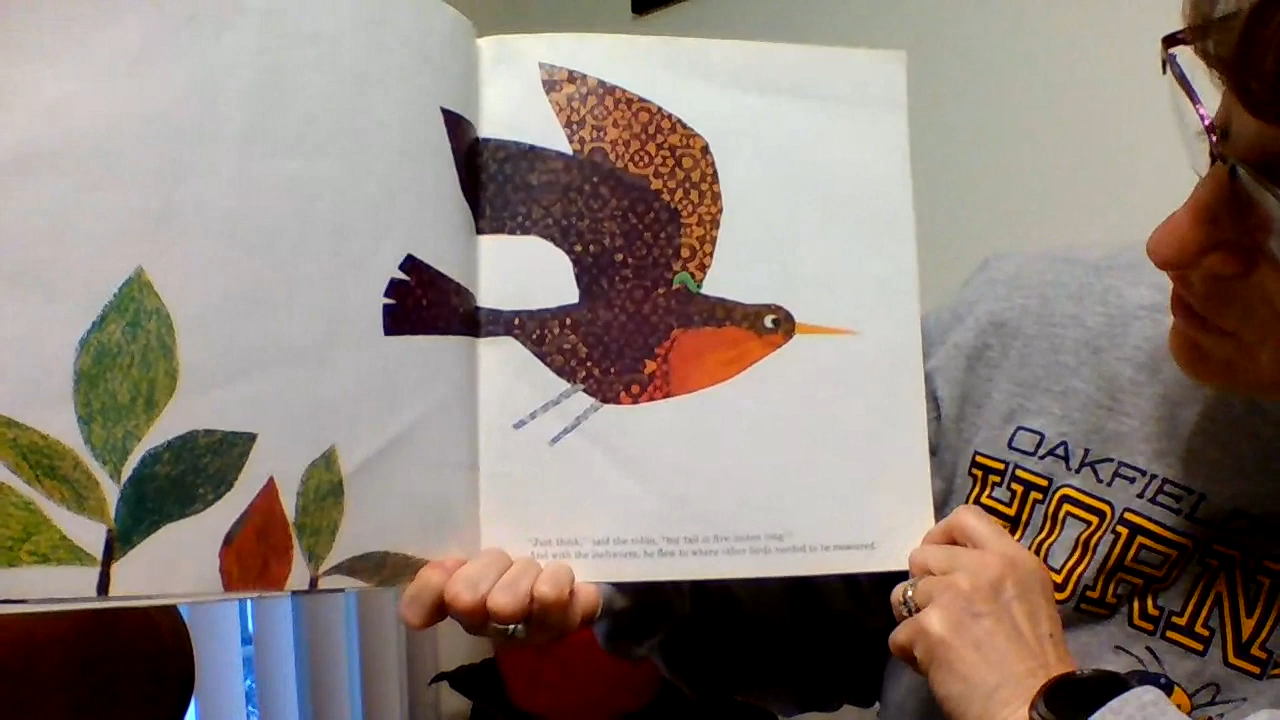 "Just think," said the robin, "my tail is five inches long!"
And with the inchworm, he flew to where other birds needed to be measured.
OAKFIEL
HORN